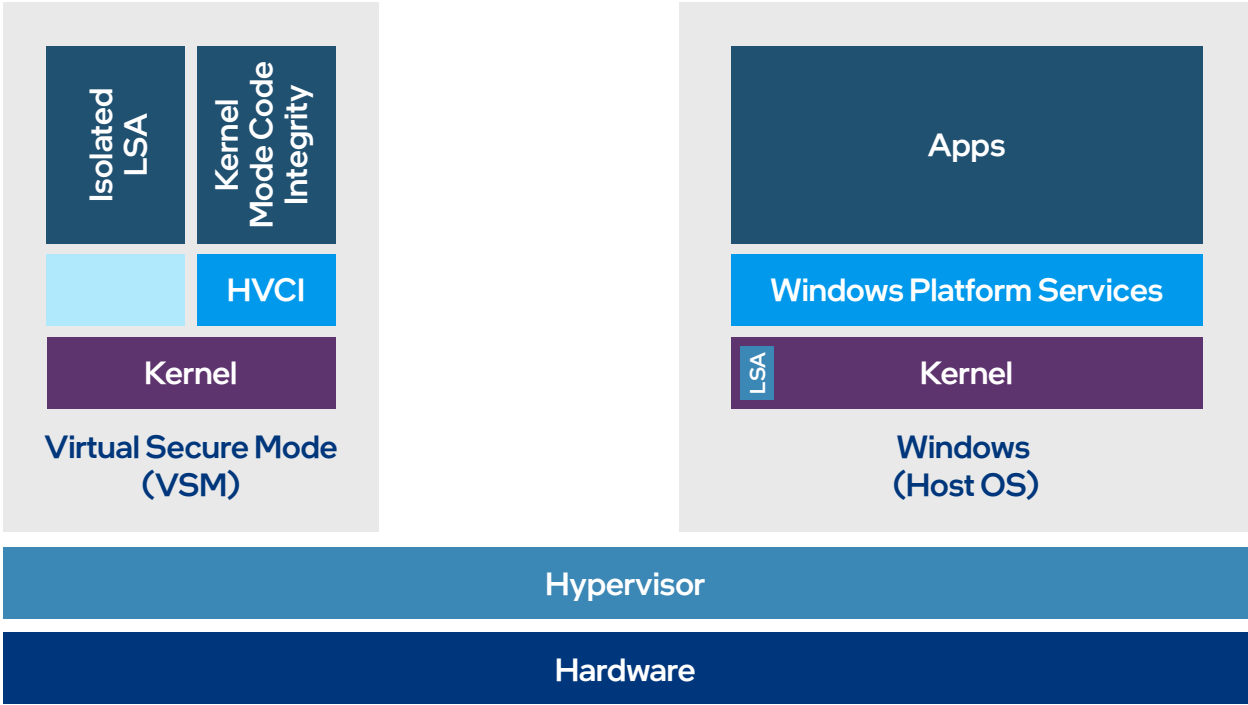 Isolated
LSA
Kernel
Mode Code
Integrity
HVCI
Kernel
Virtual Secure Mode
(VSM)
Apps
Windows Platform Services
LSA
Kernel
Windows
(Host OS)
Hypervisor
Hardware